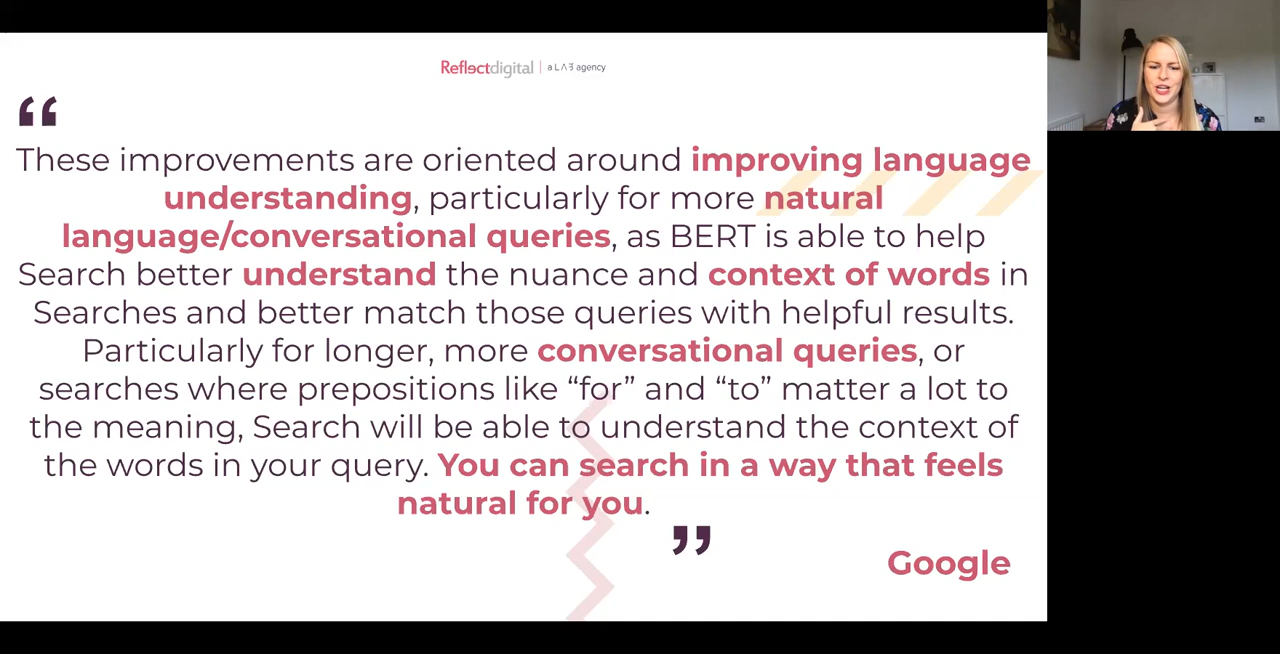 Reflectdigital | a LAB agency
“
These improvements are oriented around improving language
understanding, particularly for more natural
language/conversational queries, as BERT is able to help
Search better understand the nuance and context of words in
Searches and better match those queries with helpful results.
Particularly for longer, more conversational queries, or
searches where prepositions like “for” and “to” matter a lot to
the meaning, Search will be able to understand the context of
the words in your query. You can search in a way that feels
natural for you.
”
Google